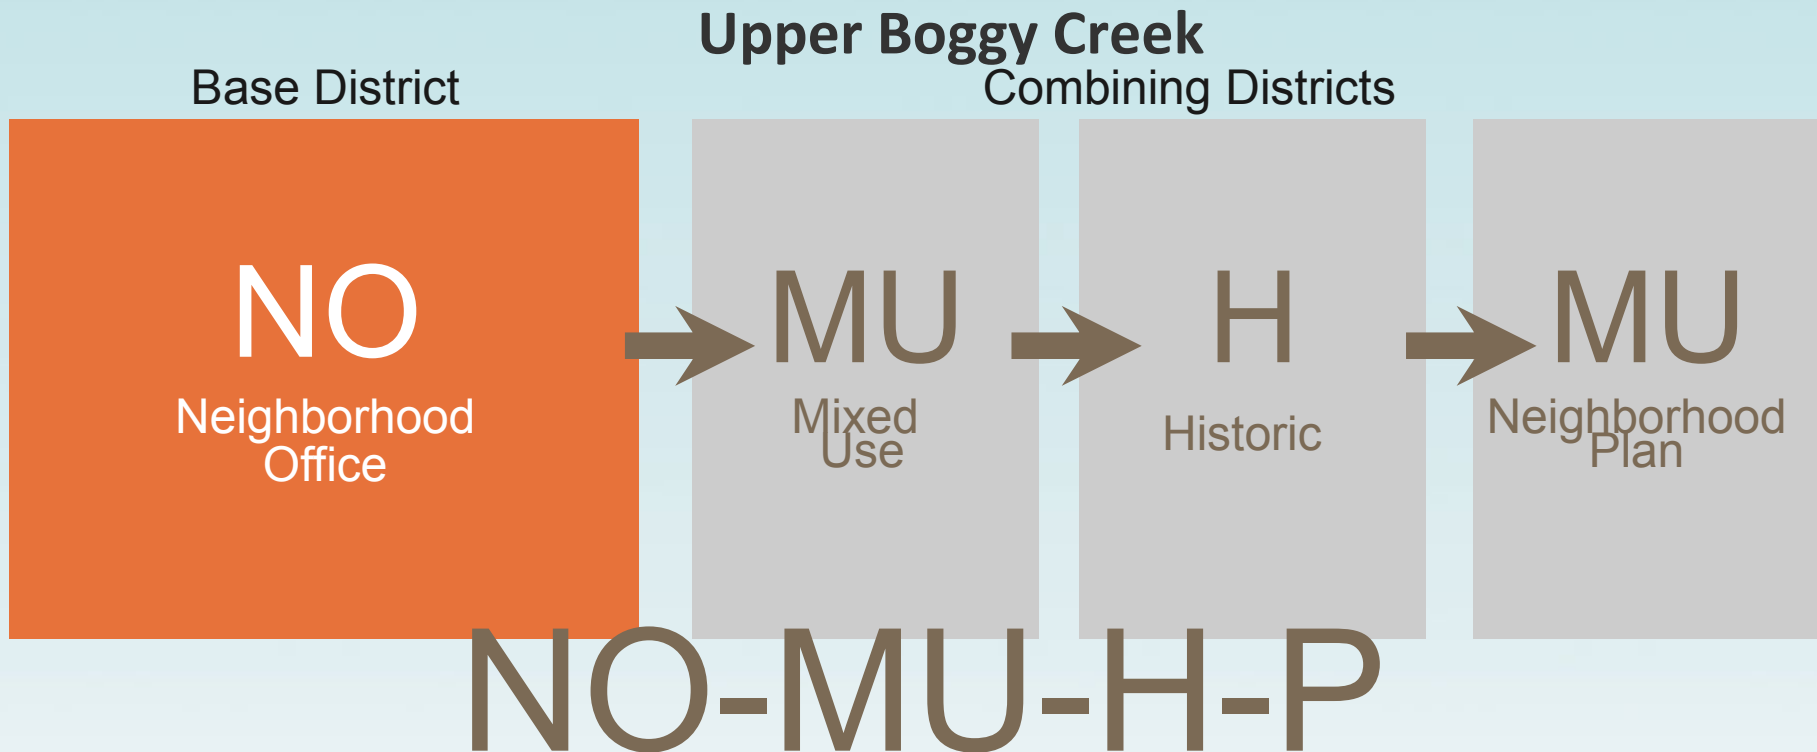 Upper Boggy Creek
Base District
Combining Districts
NO
Neighborhood
Office
MU
Mixed
Use
H
Historic
MU
Neighborhood
Plan
NO-MU-H-P